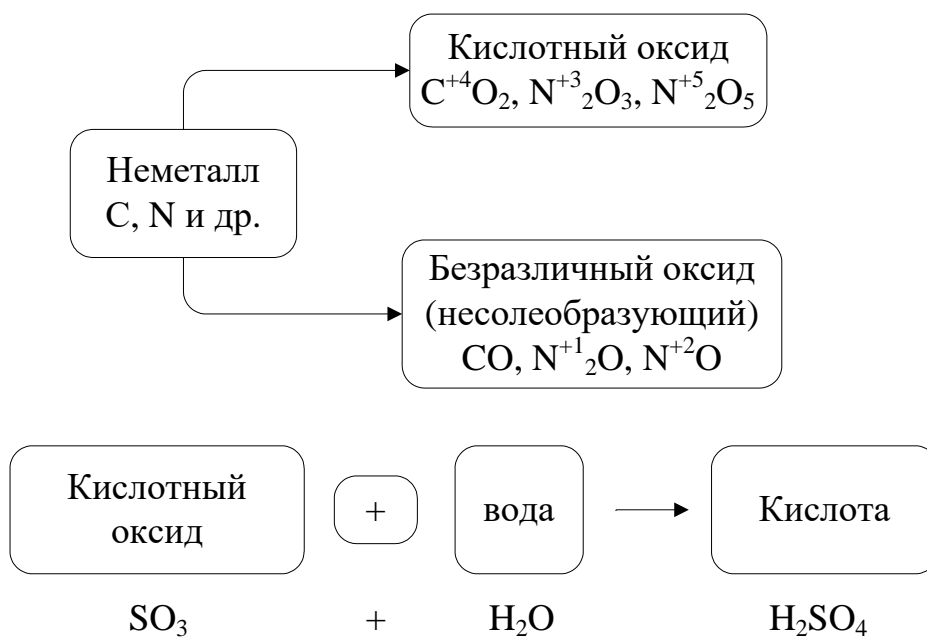 Кислотный оксид
C⁺⁴O₂, N⁺³₂O₃, N⁺⁵₂O₅
Неметалл
C, N и др.
Безразличный оксид
(несолеобразующий)
CO, N⁺¹₂O, N⁺²O
Кислотный
оксид
+
вода
Кислота
SO₃ + H₂O H₂SO₄